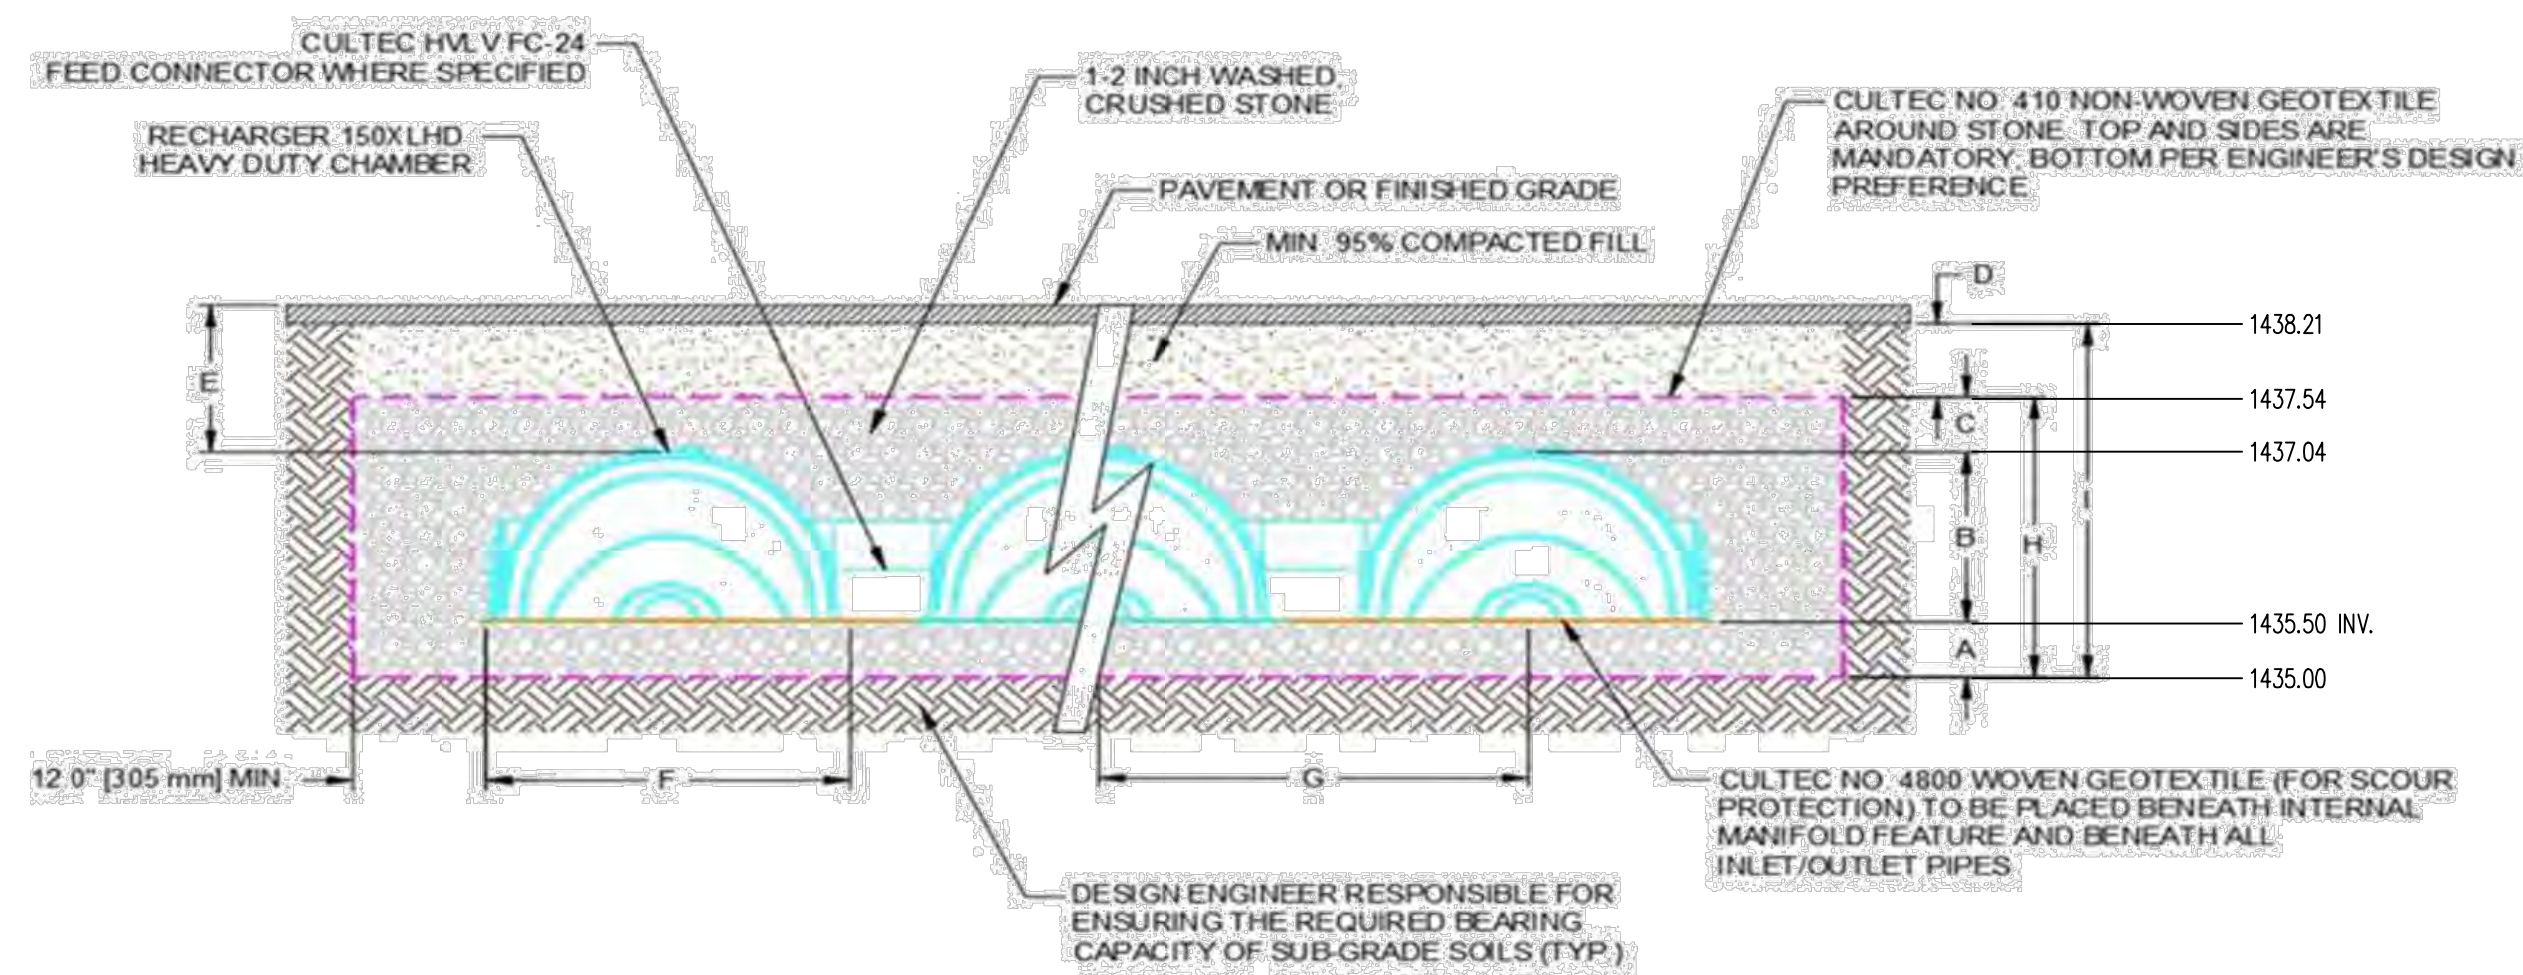 CULTEC HVLV FC-24
FEED CONNECTOR WHERE SPECIFIED
1-2 INCH WASHED,
CRUSHED STONE
RECHARGER 150XLHD
HEAVY DUTY CHAMBER
CULTEC NO. 410 NON-WOVEN GEOTEXTILE
AROUND STONE. TOP AND SIDES ARE
MANDATORY, BOTTOM PER ENGINEER'S DESIGN
PREFERENCE
PAVEMENT OR FINISHED GRADE
MIN. 95% COMPACTED FILL
D
1438.21
E
1437.54
C
1437.04
B
H
1435.50 INV.
A
1435.00
12.0" [305 mm] MIN.
F
G
CULTEC NO. 4800 WOVEN GEOTEXTILE (FOR SCOUR
PROTECTION) TO BE PLACED BENEATH INTERNAL
MANIFOLD FEATURE AND BENEATH ALL
INLET/OUTLET PIPES
DESIGN ENGINEER RESPONSIBLE FOR
ENSURING THE REQUIRED BEARING
CAPACITY OF SUB-GRADE SOILS (TYP.)